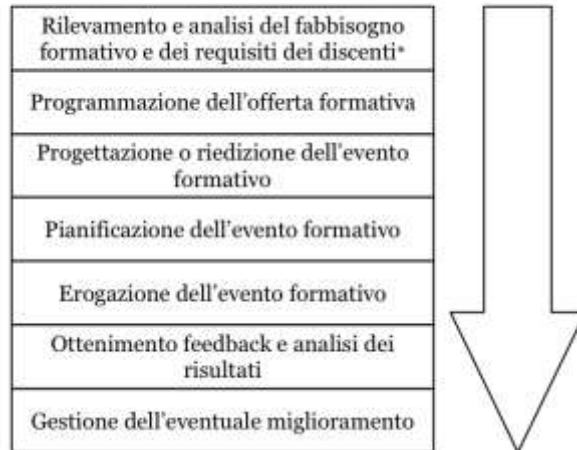 Rilevamento e analisi del fabbisogno
formativo e dei requisiti dei discenti*
Programmazione dell'offerta formativa
Progettazione o riedizione dell'evento
formativo
Pianificazione dell'evento formativo
Erogazione dell'evento formativo
Ottenimento feedback e analisi dei
risultati
Gestione dell'eventuale miglioramento